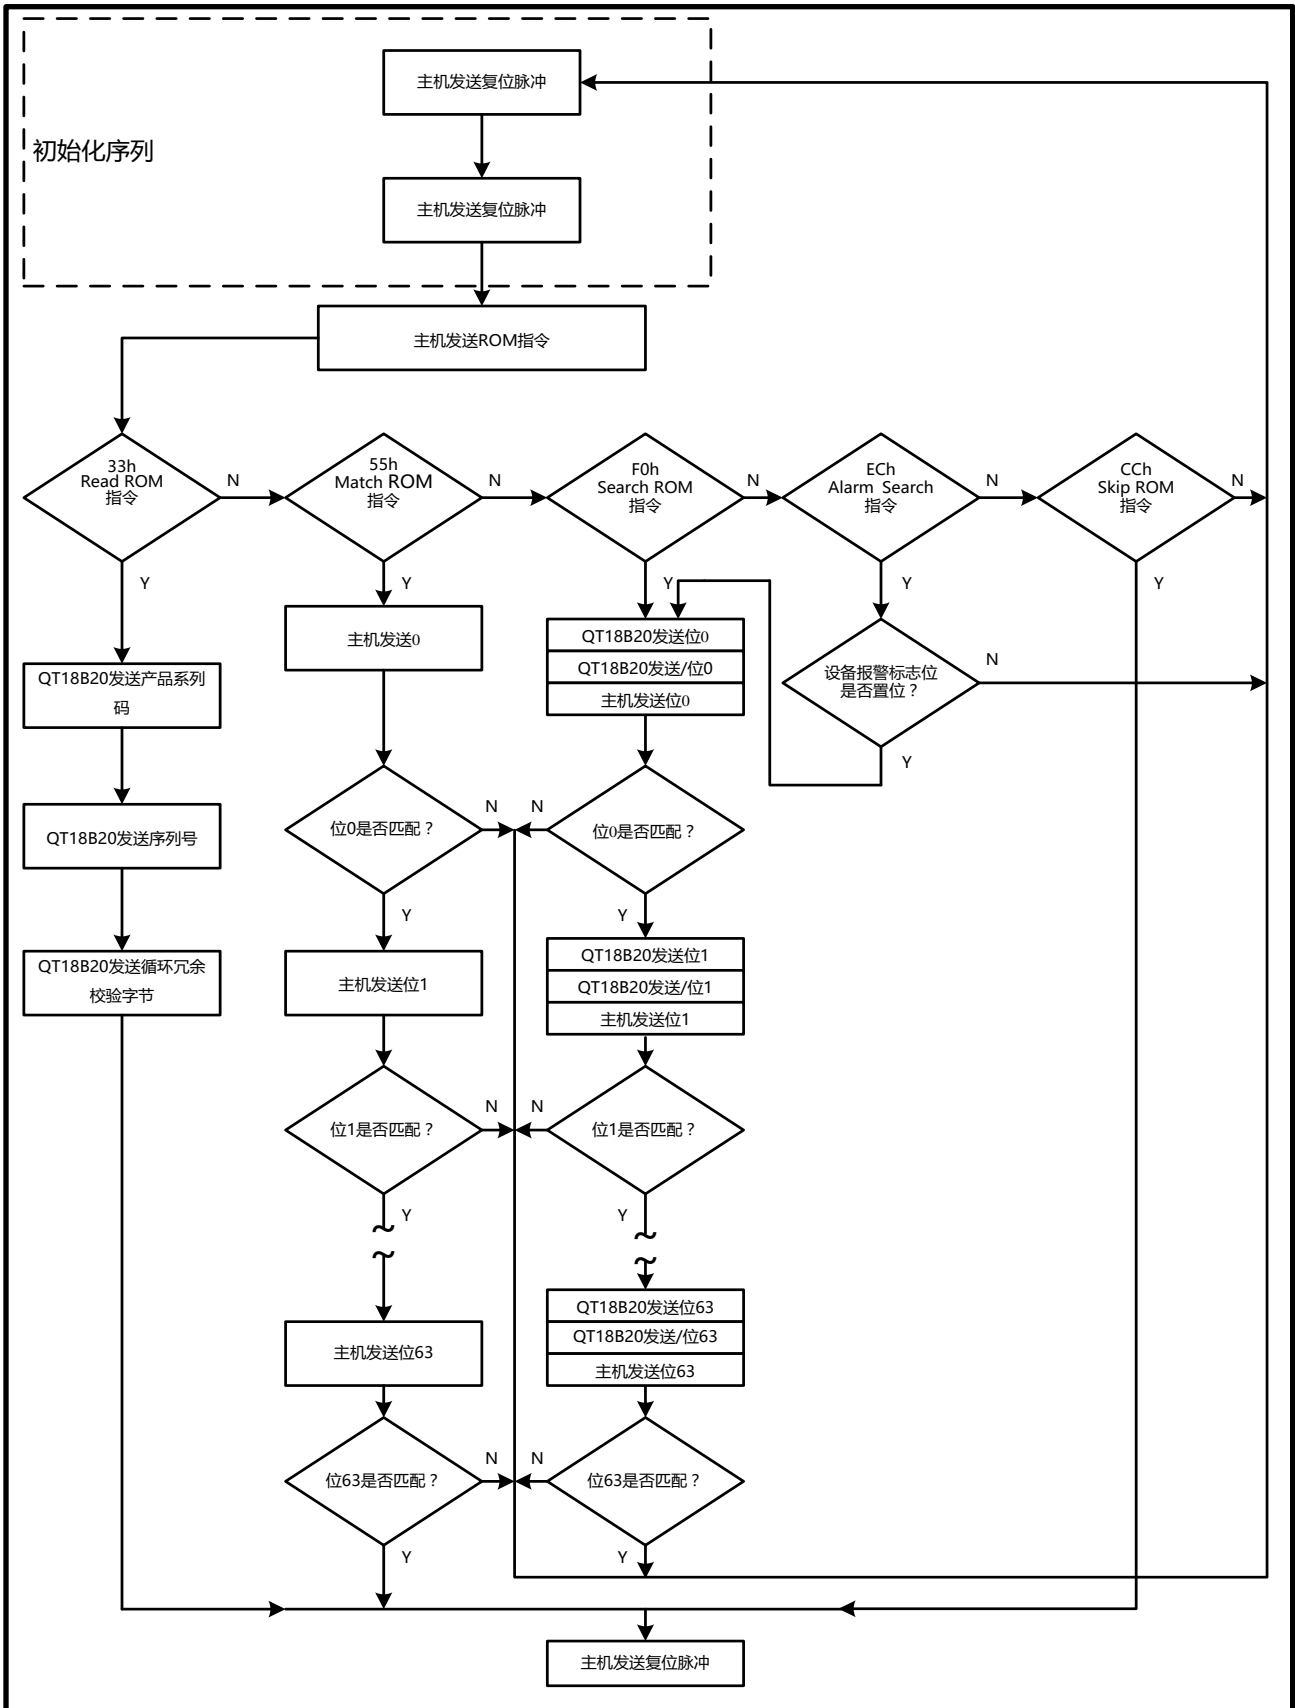 主机发送复位脉冲
初始化序列
主机发送复位脉冲
主机发送ROM指令
33h
Read ROM
指令
N
55h
Match ROM
指令
N
F0h
Search ROM
指令
N
ECh
Alarm Search
指令
N
CCh
Skip ROM
指令
N
Y
Y
Y
Y
Y
主机发送0
QT18B20发送位0
QT18B20发送/位0
主机发送位0
设备报警标志位
是否置位？
N
Y
QT18B20发送产品系列
码
位0是否匹配？
N
N
位0是否匹配？
QT18B20发送序列号
Y
Y
QT18B20发送循环冗余
校验字节
主机发送位1
QT18B20发送位1
QT18B20发送/位1
主机发送位1
位1是否匹配？
N
N
位1是否匹配？
Y
Y
~
~
~
~
主机发送位63
QT18B20发送位63
QT18B20发送/位63
主机发送位63
位63是否匹配？
N
N
位63是否匹配？
Y
Y
主机发送复位脉冲